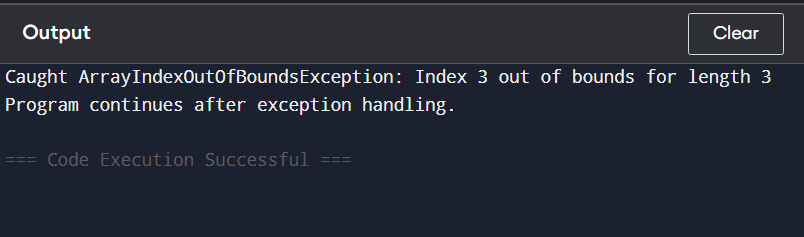 Output
Clear
Caught ArrayIndexOutOfBoundsException: Index 3 out of bounds for length 3
Program continues after exception handling.
=== Code Execution Successful ===